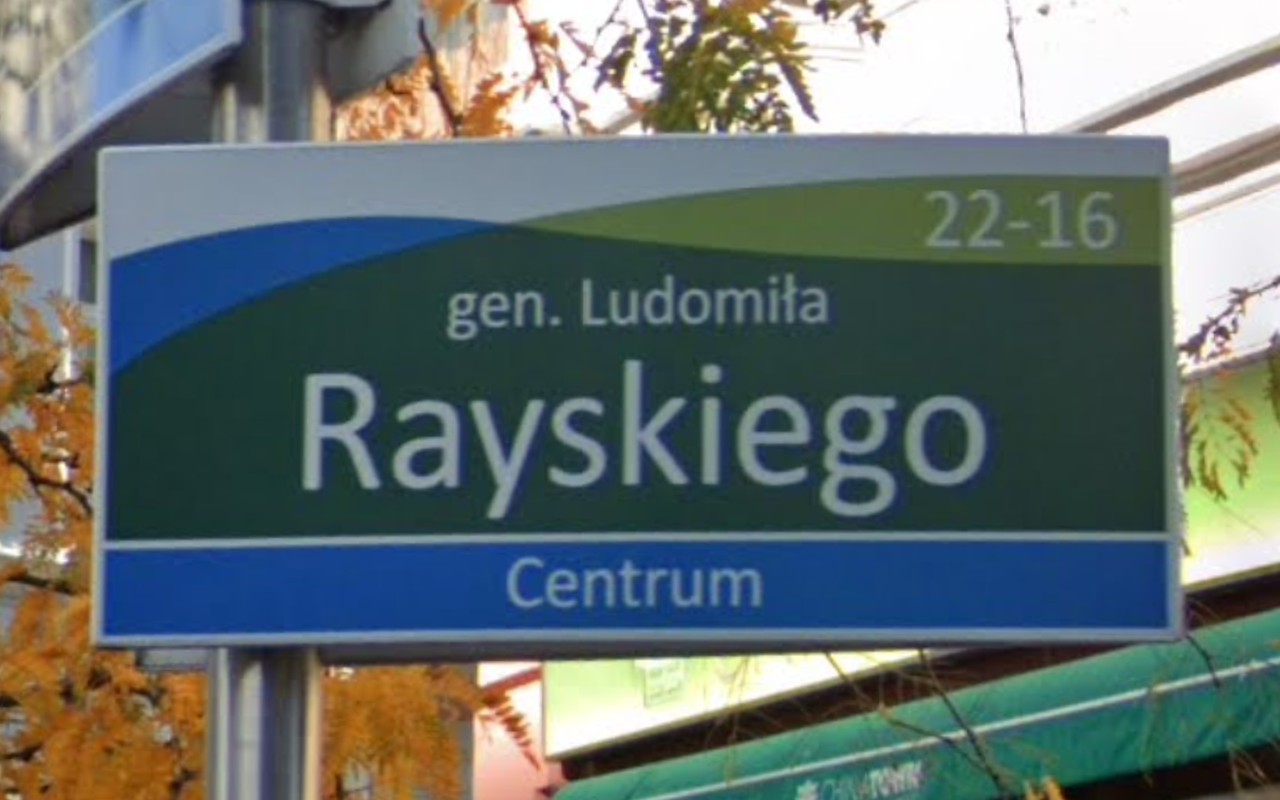 22-16
gen. Ludomiła
Rayskiego
Centrum